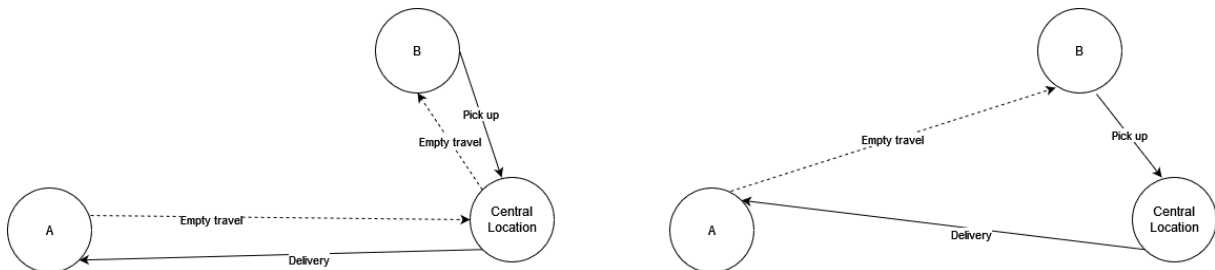 B
Pick up
Empty travel
A
Empty travel
Central
Location
Delivery
B
Pick up
Empty travel
A
Central
Location
Delivery